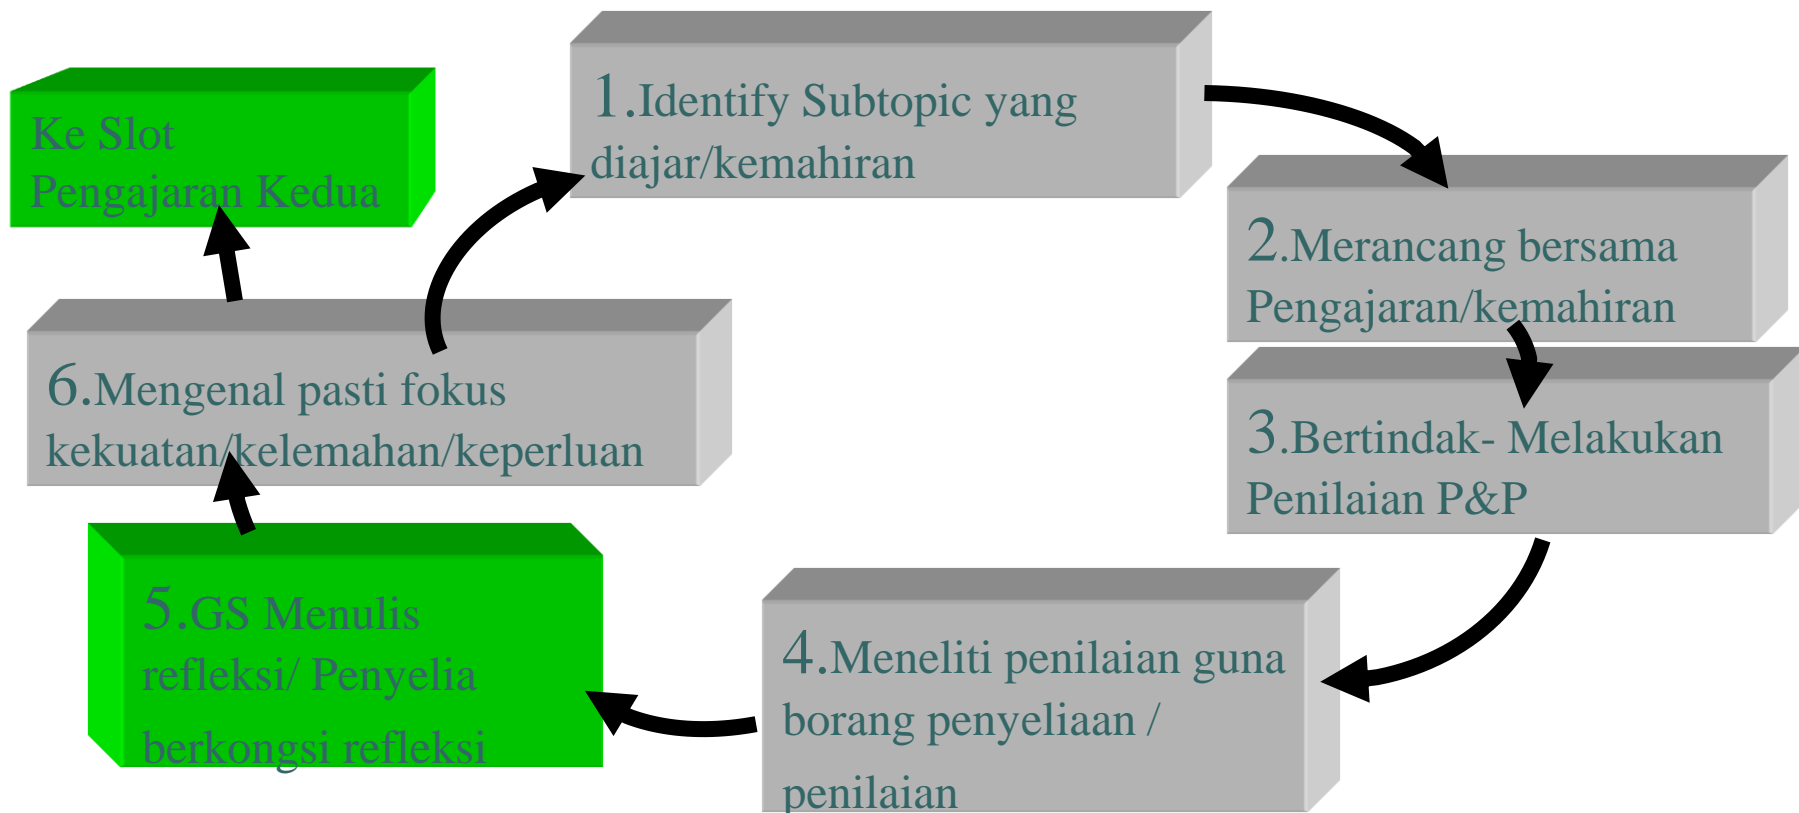 1.Identify Subtopic yang
diajar/kemahiran
Ke Slot
Pengajaran Kedua
2.Merancang bersama
Pengajaran/kemahiran
3.Bertindak- Melakukan
Penilaian P&P
4.Meneliti penilaian guna
borang penyeliaan /
penilaian
5.GS Menulis
refleksi/ Penyelia
berkongsi refleksi
6.Mengenal pasti fokus
kekuatan/kelemahan/keperluan